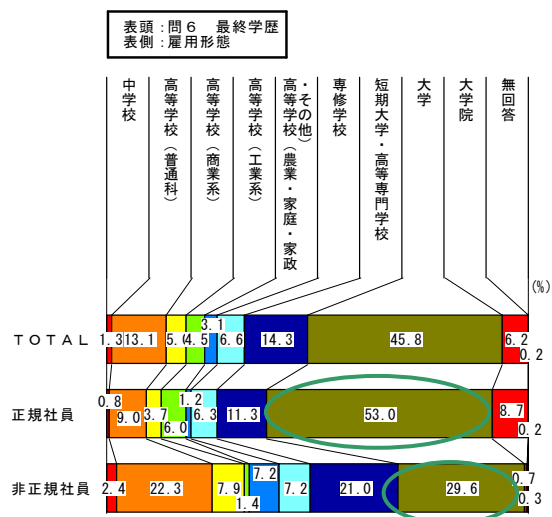 表頭：問６　最終学歴
表側：雇用形態
中学校
高等学校（普通科）
高等学校（商業系）
高等学校（工業系）
高等学校（農業・家庭・家政
・その他）
専修学校
短期大学・高等専門学校
大学
大学院
無回答
(%)
ＴＯＴＡＬ 1.3 13.1 5.0 4.5 3.1 6.6 14.3 45.8 6.2 0.2
正規社員 0.8 9.0 3.7 6.0 1.2 6.3 11.3 53.0 8.7 0.2
非正規社員 2.4 22.3 7.9 1.4 7.2 7.2 21.0 29.6 0.7 0.3